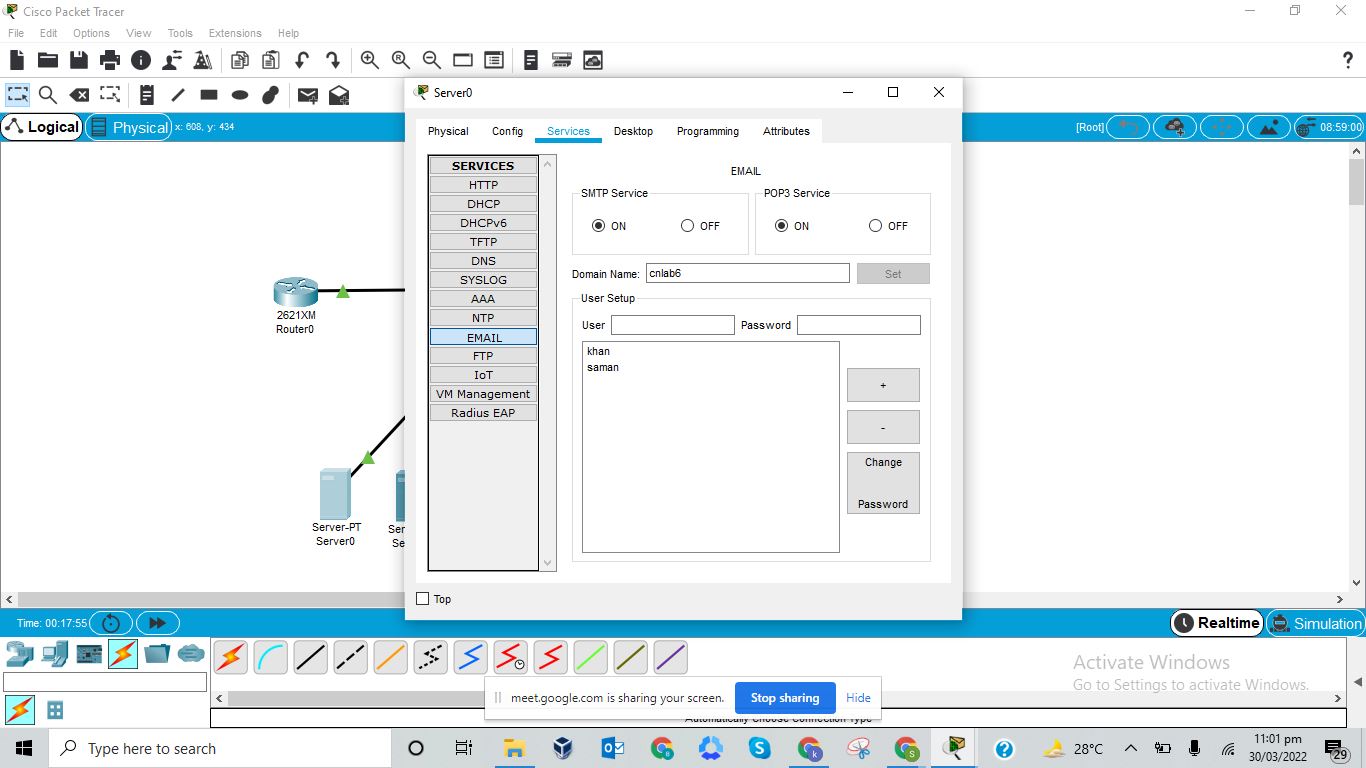 Cisco Packet Tracer
File Edit Options View Tools Extensions Help
?
Server0
Logical
Physical
x: 608, y: 434
[Root]
08:59:00
Physical Config Services Desktop Programming Attributes
SERVICES
HTTP
DHCP
DHCPv6
TFTP
DNS
SYSLOG
AAA
NTP
EMAIL
FTP
IoT
VM Management
Radius EAP
EMAIL
SMTP Service
ON OFF
POP3 Service
ON OFF
Domain Name: cnlab6 Set
User Setup
User Password
khan
saman
+
-
Change
Password
Top
2621XM
Router0
Server-PT
Server0
Ser
Se
Time: 00:17:55
Realtime
Simulation
Activate Windows
Go to Settings to activate Windows.
meet.google.com is sharing your screen. Stop sharing Hide
Automatically Choose Connection Type
Type here to search
28°C
11:01 pm
30/03/2022
29